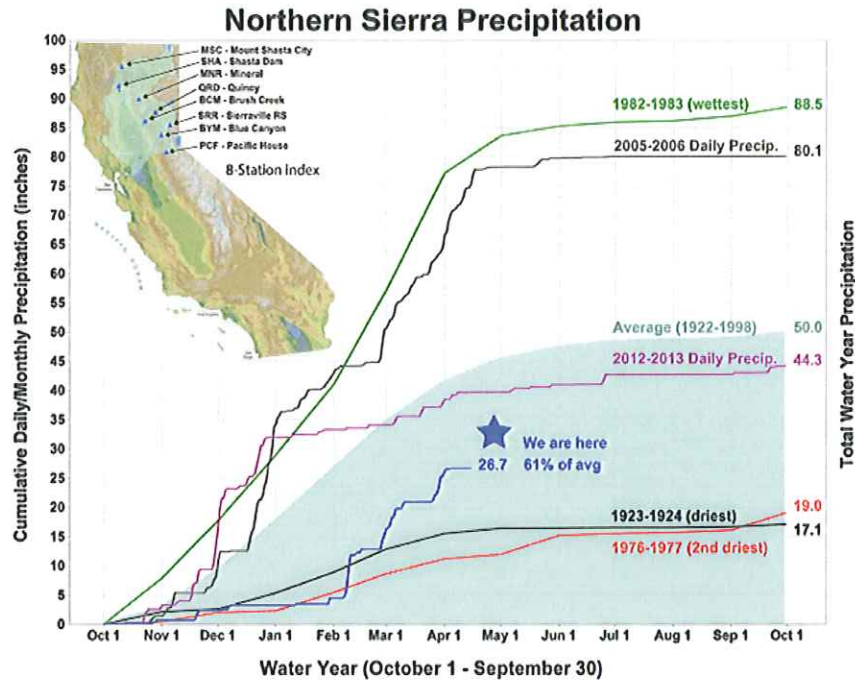 Northern Sierra Precipitation
Cumulative Daily/Monthly Precipitation (inches)
100
95
90
85
80
75
70
65
60
55
50
45
40
35
30
25
20
15
10
5
0
MSC - Mount Shasta City
SHA - Shasta Dam
MNR - Mineral
QRD - Quincy
BCM - Brush Creek
SRR - Sierraville RS
BYM - Blue Canyon
PCF - Pacific House
8-Station Index
1982-1983 (wettest)
88.5
2005-2006 Daily Precip.
80.1
Average (1922-1998)
50.0
2012-2013 Daily Precip.
44.3
We are here
26.7 61% of avg
1923-1924 (driest)
19.0
17.1
1976-1977 (2nd driest)
Total Water Year Precipitation
Oct 1 Nov 1 Dec 1 Jan 1 Feb 1 Mar 1 Apr 1 May 1 Jun 1 Jul 1 Aug 1 Sep 1 Oct 1
Water Year (October 1 - September 30)